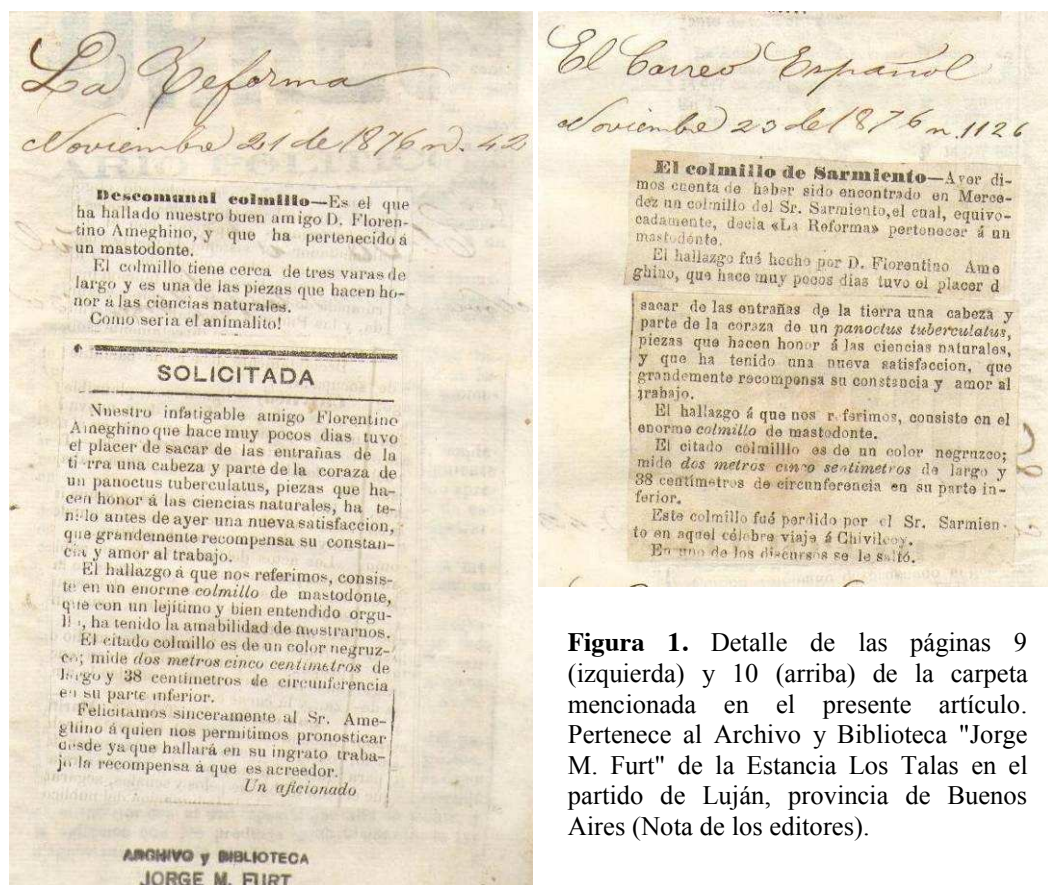 La Reforma
Noviembre 21 de 1876 n. 42
Descomunal colmillo—Es el que
ha hallado nuestro buen amigo D. Floren-
tino Ameghino, y que ha pertenecido á
un mastodonte.
El colmillo tiene cerca de tres varas de
largo y es una de las piezas que hacen ho-
nor a las ciencias naturales.
Como seria el animalito!
SOLICITADA
Nuestro infatigable amigo Florentino
Ameghino que hace muy pocos dias tuvo
el placer de sacar de las entrañas de la
tierra una cabeza y parte de la coraza de
un panoctus tuberculatus, piezas que ha-
cen honor á las ciencias naturales, ha te-
nido antes de ayer una nueva satisfaccion,
que grandemente recompensa su constan-
cia y amor al trabajo.
El hallazgo á que nos referimos, consis-
te en un enorme colmillo de mastodonte,
que con un lejítimo y bien entendido orgu-
llo, ha tenido la amabilidad de mostrarnos.
El citado colmillo es de un color negruz-
co; mide dos metros cinco centímetros de
largo y 38 centímetros de circunferencia
en su parte inferior.
Felicitamos sinceramente al Sr. Ame-
ghino á quien nos permitimos pronosticar
desde ya que hallará en su ingrato traba-
jo la recompensa á que es acreedor.
Un aficionado
ARCHIVO y BIBLIOTECA
JORGE M. FURT
El Correo Español
Noviembre 23 de 1876 n. 1126
El colmillo de Sarmiento—Ayer di-
mos cuenta de haber sido encontrado en Merce-
dez un colmillo del Sr. Sarmiento, el cual, equivo-
cadamente, decia «La Reforma» pertenecer á un
mastodonte.
El hallazgo fué hecho por D. Florentino Ame
ghino, que hace muy pocos dias tuvo el placer d
sacar de las entrañas de la tierra una cabeza y
parte de la coraza de un panoctus tuberculatus,
piezas que hacen honor á las ciencias naturales,
y que ha tenido una nueva satisfaccion, que
grandemente recompensa su constancia y amor al
trabajo.
El hallazgo á que nos referimos, consiste en el
enorme colmillo de mastodonte.
El citado colmilllo es de un color negruzco;
mide dos metros cinco sentimetros de largo y
38 centímetros de circunferencia en su parte in-
ferior.
Este colmillo fué perdido por el Sr. Sarmien-
to en aquel célebre viaje á Chivilcoy.
En uno de los discursos se le saltó.
Figura 1. Detalle de las páginas 9
(izquierda) y 10 (arriba) de la carpeta
mencionada en el presente artículo.
Pertenece al Archivo y Biblioteca "Jorge
M. Furt" de la Estancia Los Talas en el
partido de Luján, provincia de Buenos
Aires (Nota de los editores).